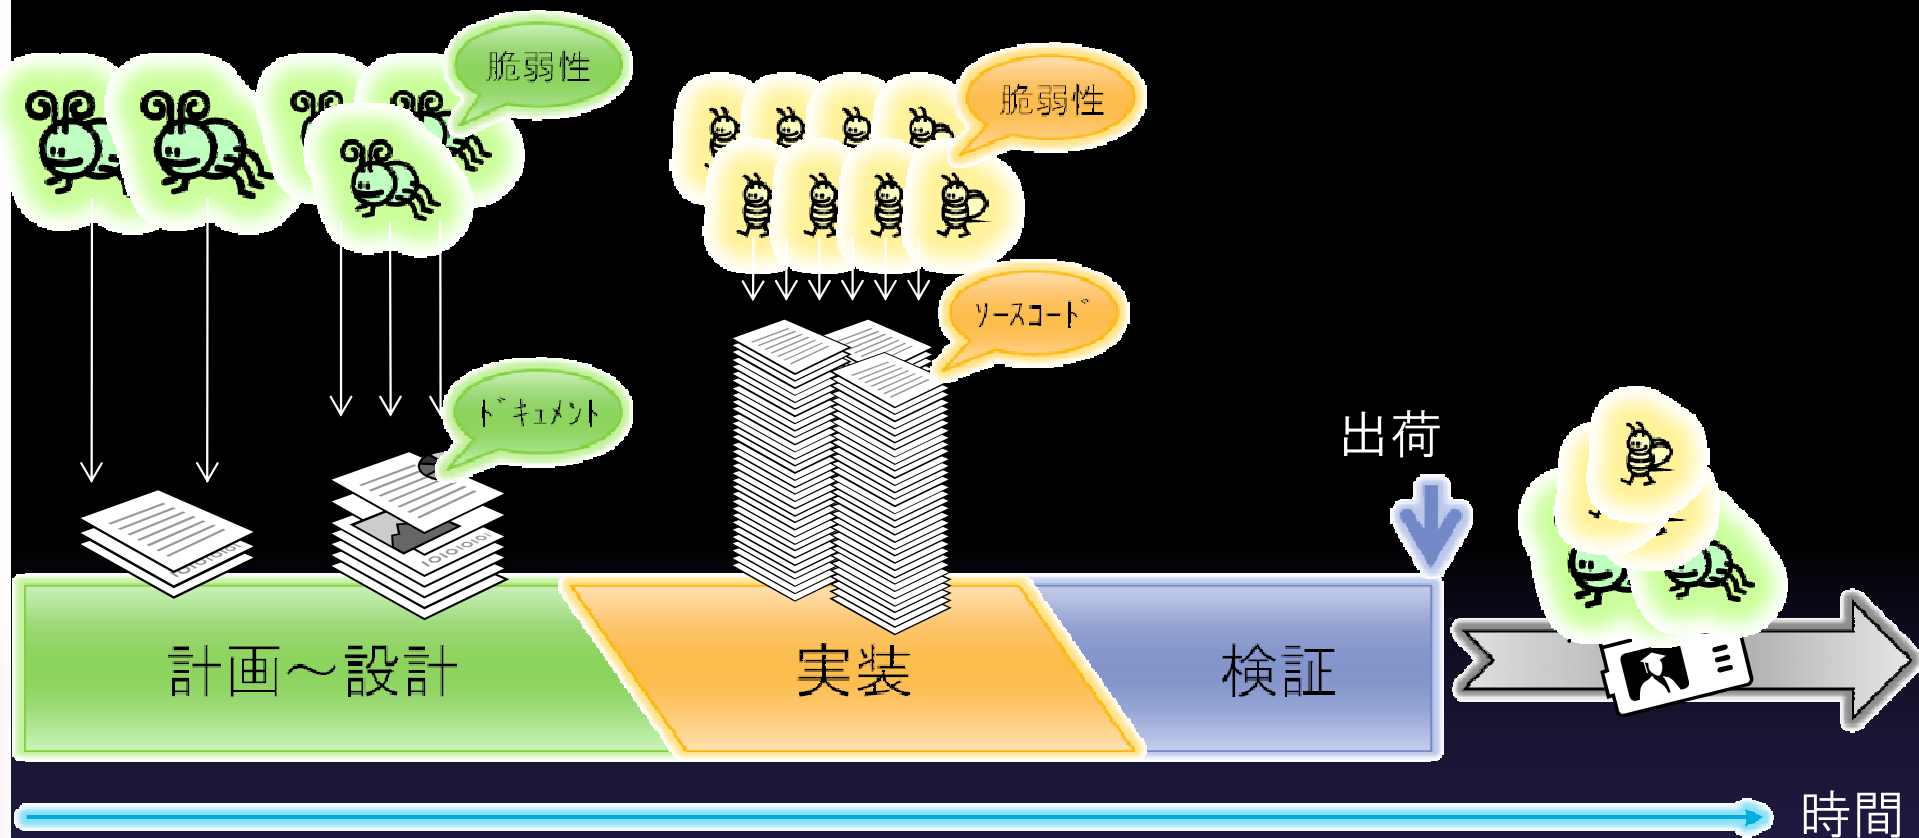 脆弱性
脆弱性
ｿｰｽｺｰﾄﾞ
ﾄﾞｷｭﾒﾝﾄ
出荷
計画～設計
実装
検証
時間